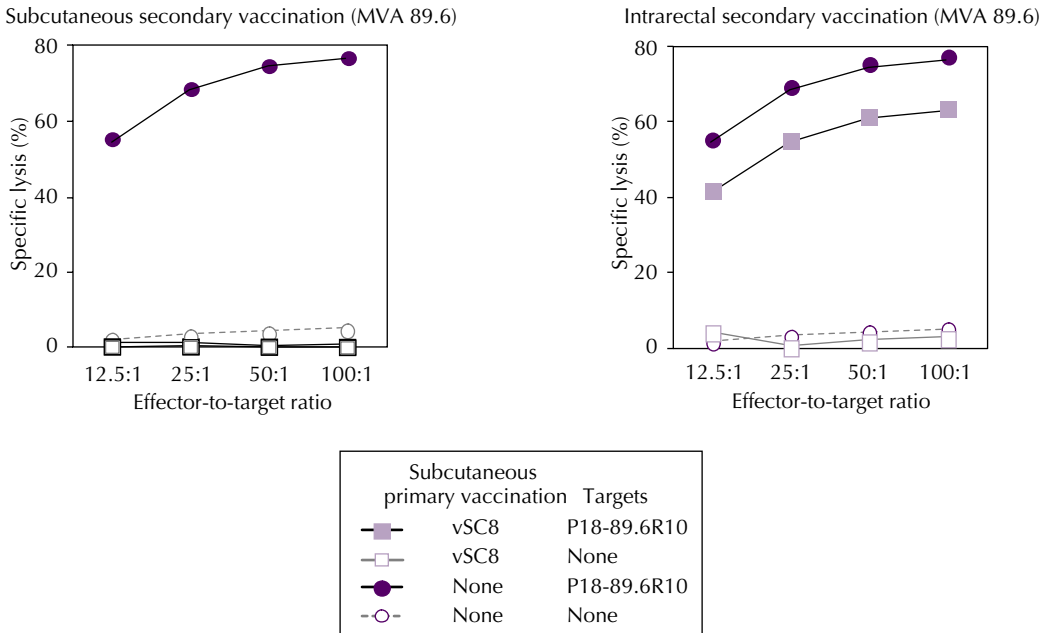 Subcutaneous secondary vaccination (MVA 89.6)
80
60
40
20
0
Specific lysis (%)
12.5:1 25:1 50:1 100:1
Effector-to-target ratio
Intrarectal secondary vaccination (MVA 89.6)
80
60
40
20
0
Specific lysis (%)
12.5:1 25:1 50:1 100:1
Effector-to-target ratio
Subcutaneous
primary vaccination Targets
vSC8 P18-89.6R10
vSC8 None
None P18-89.6R10
None None